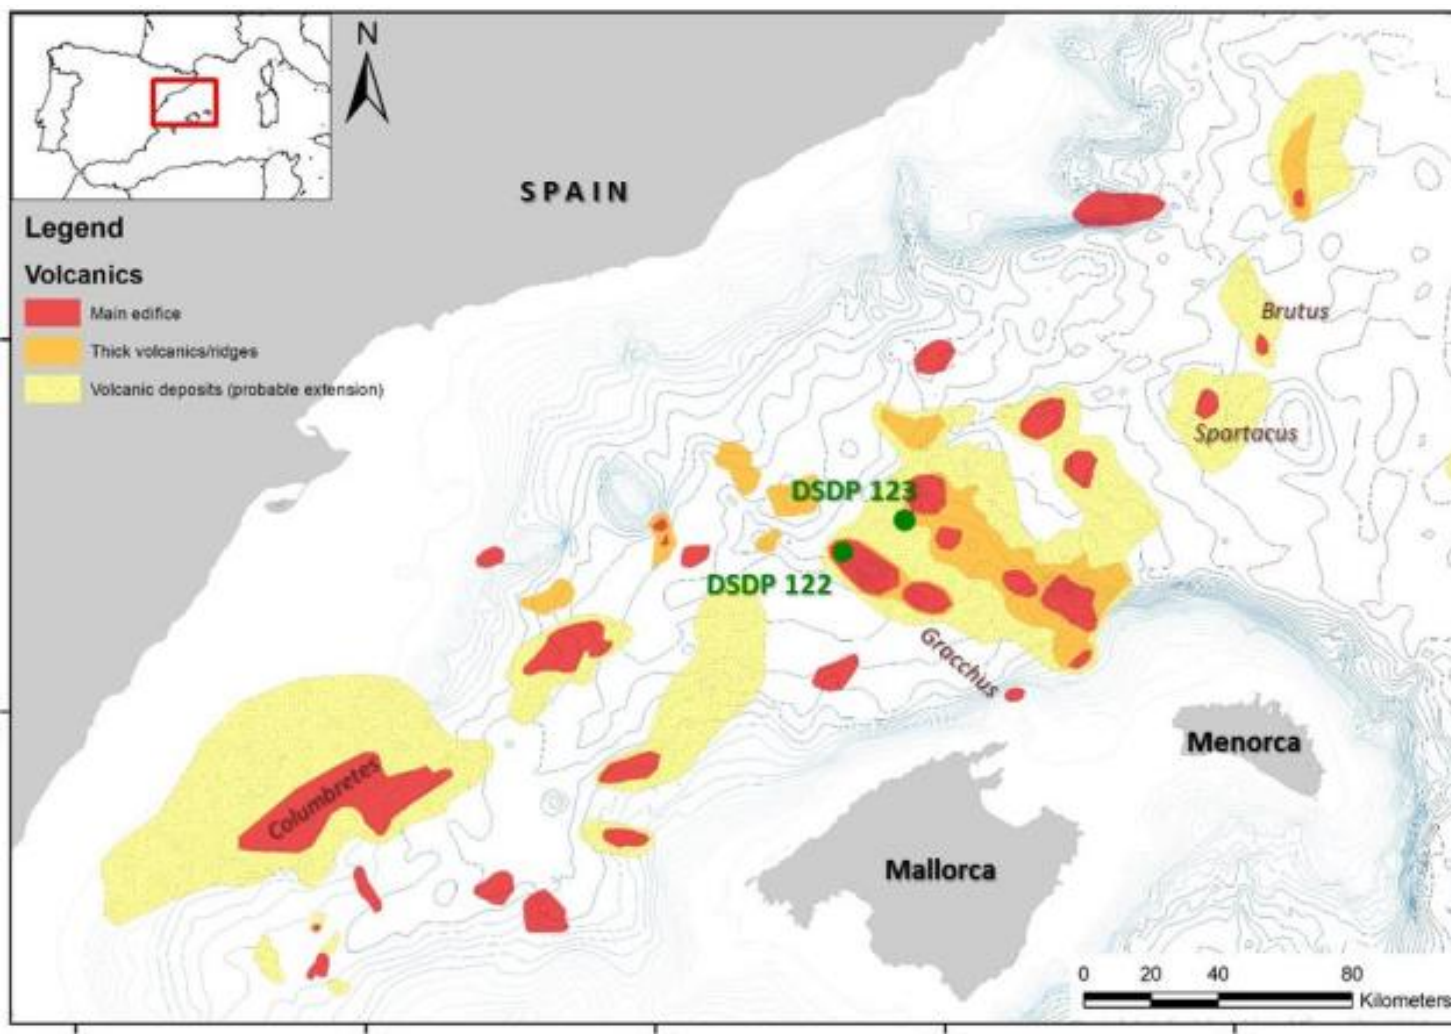 N
SPAIN
Legend
Volcanics
Main edifice
Thick volcanics/ridges
Volcanic deposits (probable extension)
Brutus
Spartacus
DSDP 123
DSDP 122
Gracchus
Menorca
Columbretes
Mallorca
0 20 40 80
Kilometers